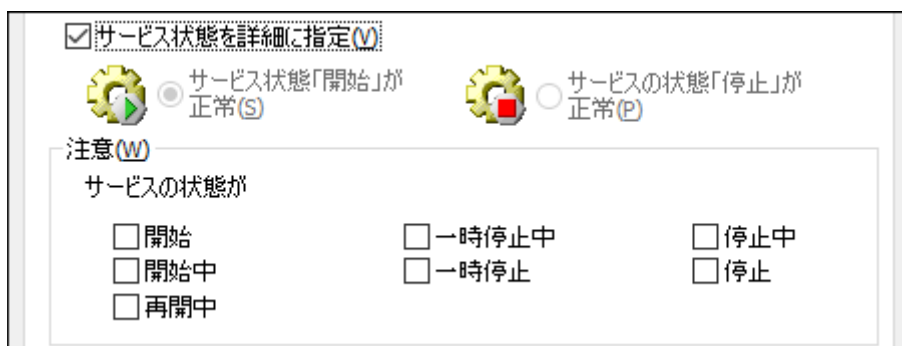 サービス状態を詳細に指定(V)
サービス状態「開始」が
正常(S)
サービスの状態「停止」が
正常(P)
注意(W)
サービスの状態が
開始
一時停止中
停止中
開始中
一時停止
停止
再開中